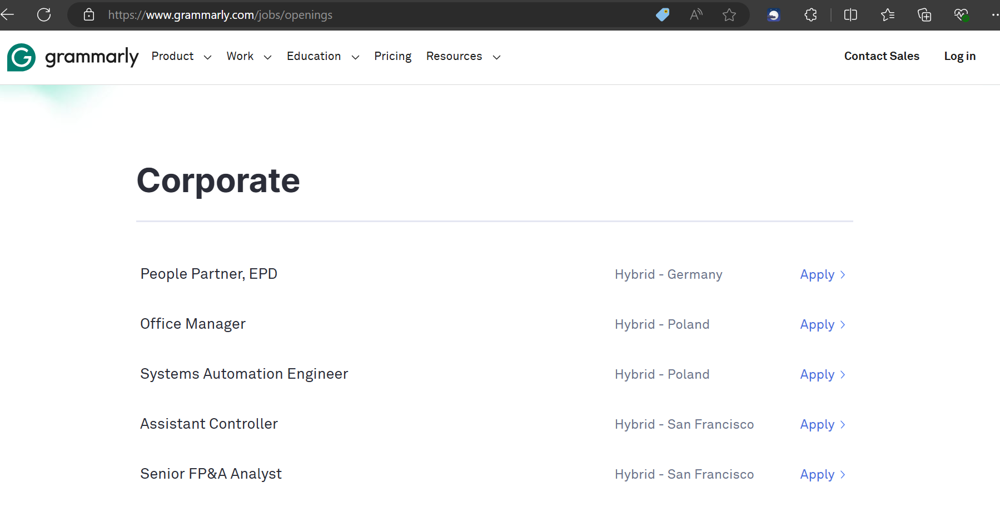 https://www.grammarly.com/jobs/openings
grammarly Product Work Education Pricing Resources Contact Sales Log in
Corporate
People Partner, EPD Hybrid - Germany Apply
Office Manager Hybrid - Poland Apply
Systems Automation Engineer Hybrid - Poland Apply
Assistant Controller Hybrid - San Francisco Apply
Senior FP&A Analyst Hybrid - San Francisco Apply